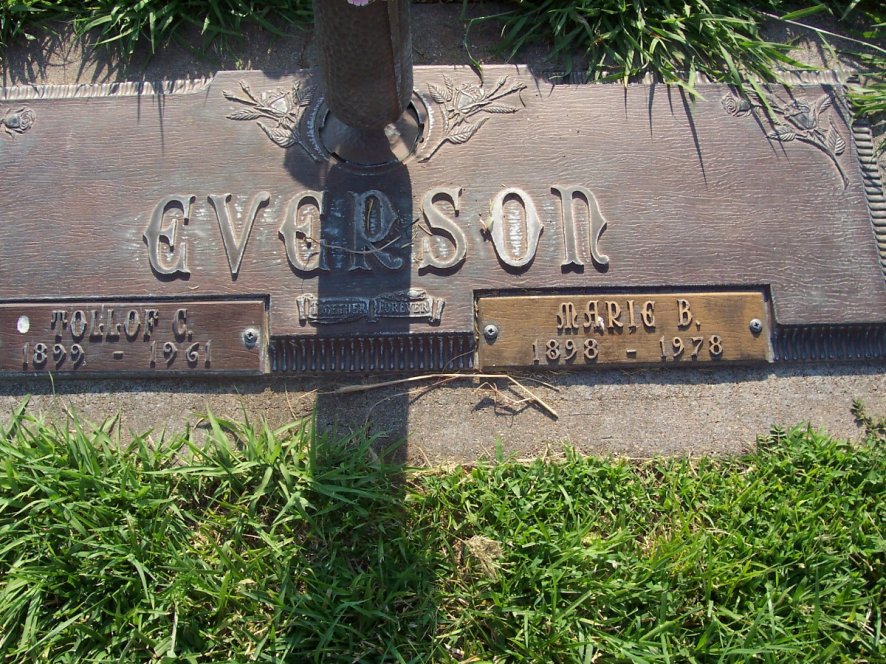 EVERSON
TOGETHER FOREVER
TOLLOF C.
1899 - 1961
MARIE B.
1898 - 1978